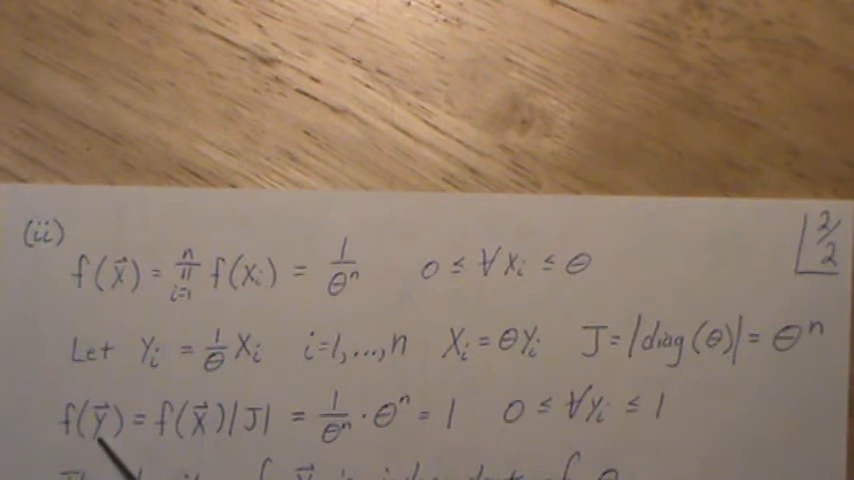 (ii)
2/2
f(x⃗) = ∏ᵢ₌₁ⁿ f(xᵢ) = 1/θⁿ 0 ≤ ∀xᵢ ≤ θ
Let Yᵢ = 1/θ Xᵢ i=1,...,n Xᵢ = θYᵢ J = |diag(θ)| = θⁿ
f(y⃗) = f(x⃗)|J| = 1/θⁿ · θⁿ = 1 0 ≤ ∀yᵢ ≤ 1